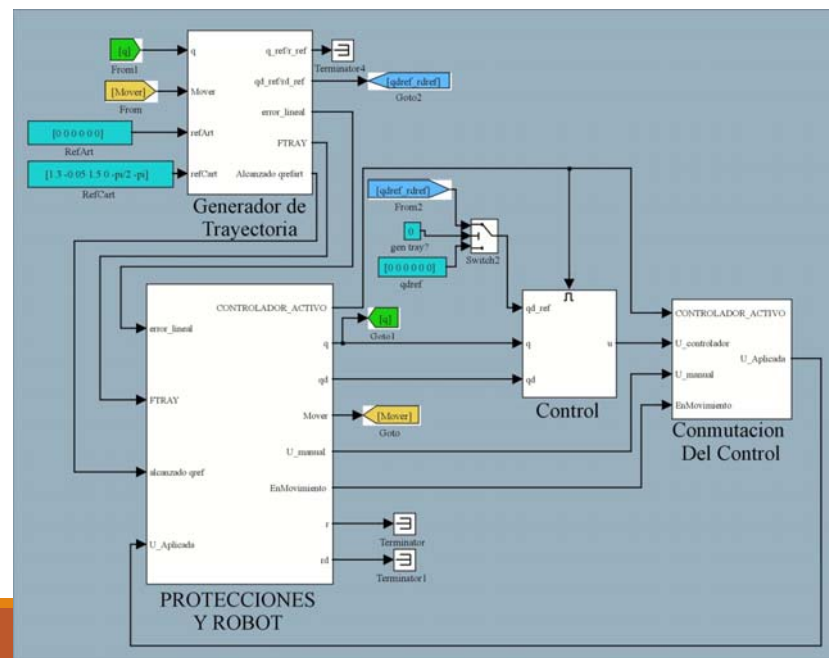 [q]
From1
[Mover]
From
[0 0 0 0 0 0]
RefArt
[1.3 -0 05 1.5 0 -pi/2 -pi]
RefCart
q
Mover
refArt
refCart
q_ref/r_ref
qd_ref/rd_ref
error_lineal
FTRAY
Alcanzado qrefart
Generador de
Trayectoria
Terminator4
[qdref_rdref]
Goto2
[qdref_rdref]
From2
0
gen tray?
[0 0 0 0 0 0]
qdref
Switch2
qd_ref
q
qd
u
Control
CONTROLADOR_ACTIVO
U_controlador
U_manual
EnMovimiento
U_Aplicada
Conmutacion
Del Control
error_lineal
FTRAY
alcanzado qref
U_Aplicada
CONTROLADOR_ACTIVO
q
qd
Mover
U_manual
EnMovimiento
r
rd
[q]
Goto1
[Mover]
Goto
Terminator
Terminator1
PROTECCIONES
Y ROBOT